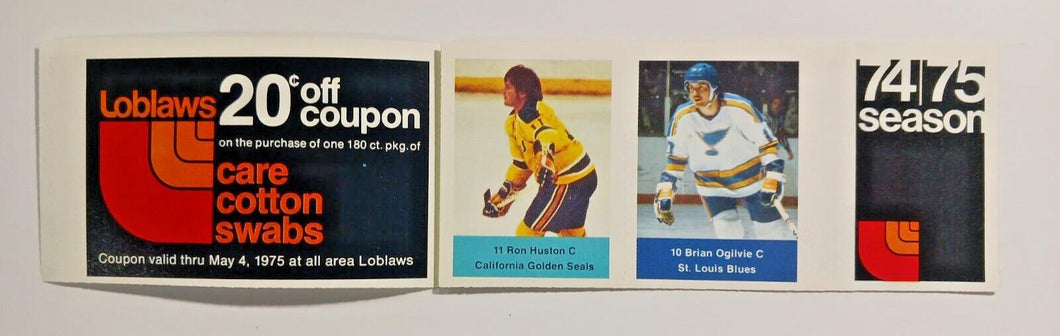 Loblaws 20¢ off
coupon
on the purchase of one 180 ct. pkg. of
care
cotton
swabs
Coupon valid thru May 4, 1975 at all area Loblaws
11 Ron Huston C
California Golden Seals
10 Brian Ogilvie C
St. Louis Blues
74|75
season